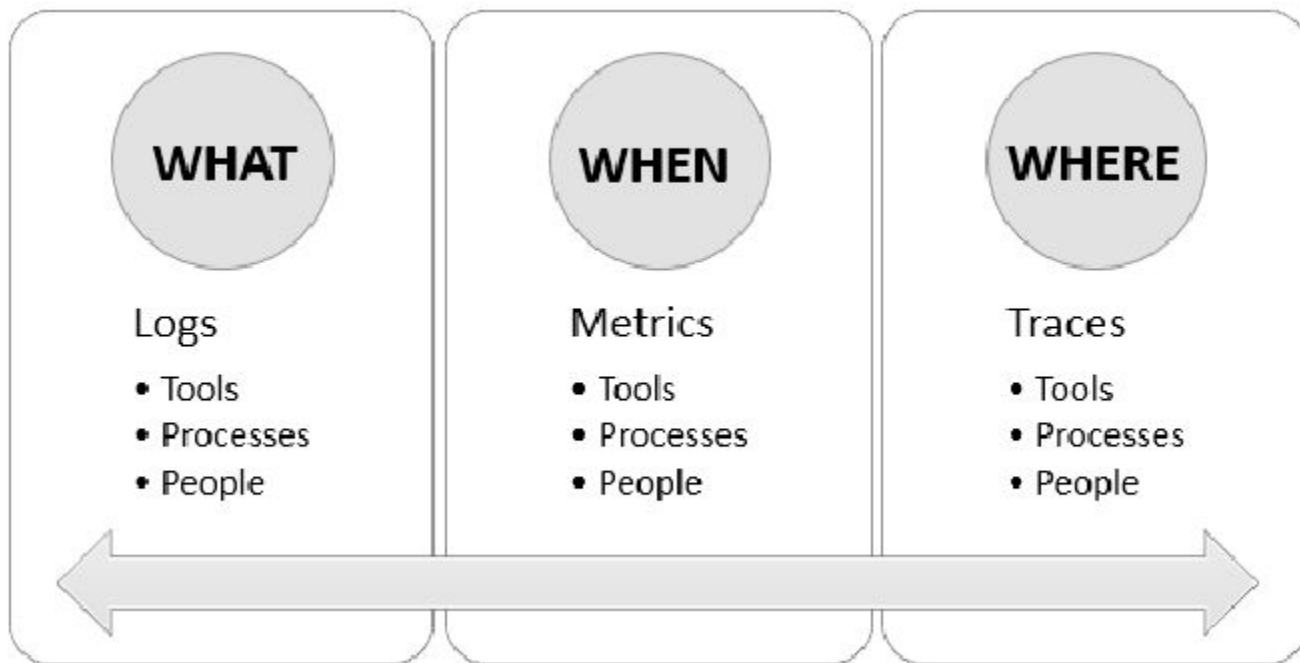 WHAT
Logs
• Tools
• Processes
• People
WHEN
Metrics
• Tools
• Processes
• People
WHERE
Traces
• Tools
• Processes
• People